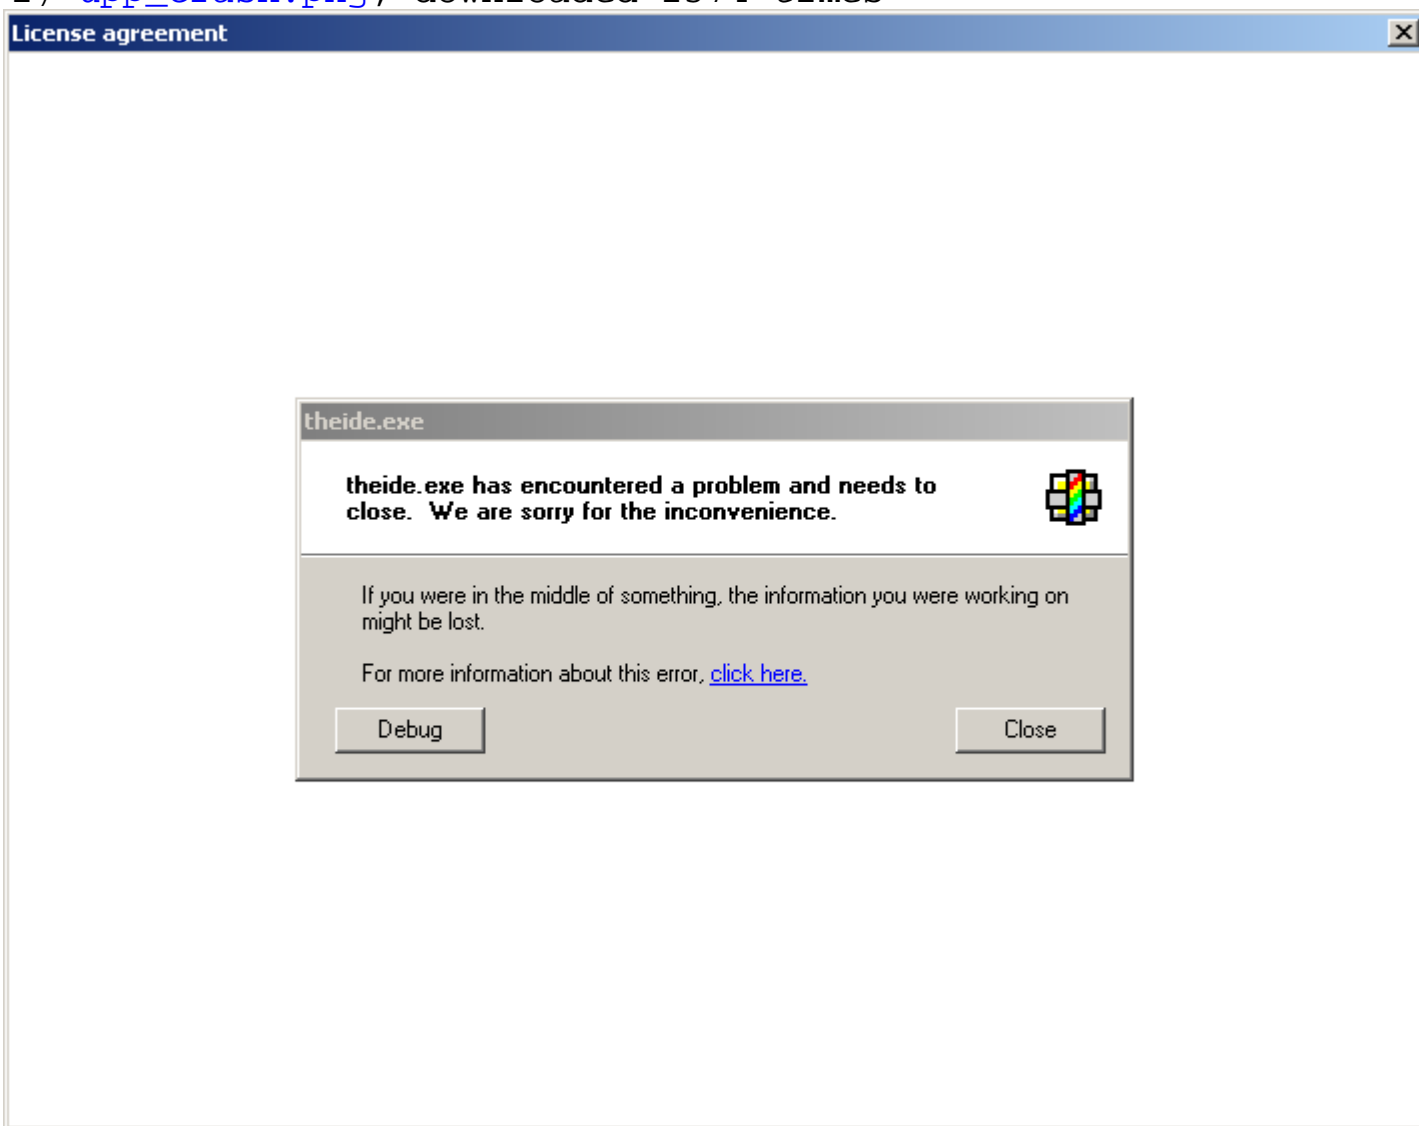 License agreement
theide.exe
theide.exe has encountered a problem and needs to
close. We are sorry for the inconvenience.
If you were in the middle of something, the information you were working on
might be lost.
For more information about this error, click here.
Debug Close